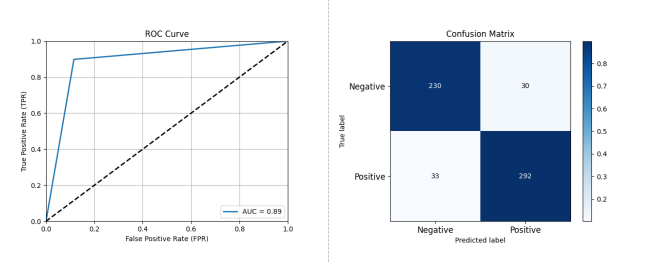 ROC Curve
True Positive Rate (TPR)
1.0
0.8
0.6
0.4
0.2
0.0
0.0 0.2 0.4 0.6 0.8 1.0
False Positive Rate (FPR)
AUC = 0.89
Confusion Matrix
True label
Negative 230 30
Positive 33 292
Negative Positive
Predicted label
0.8
0.7
0.6
0.5
0.4
0.3
0.2